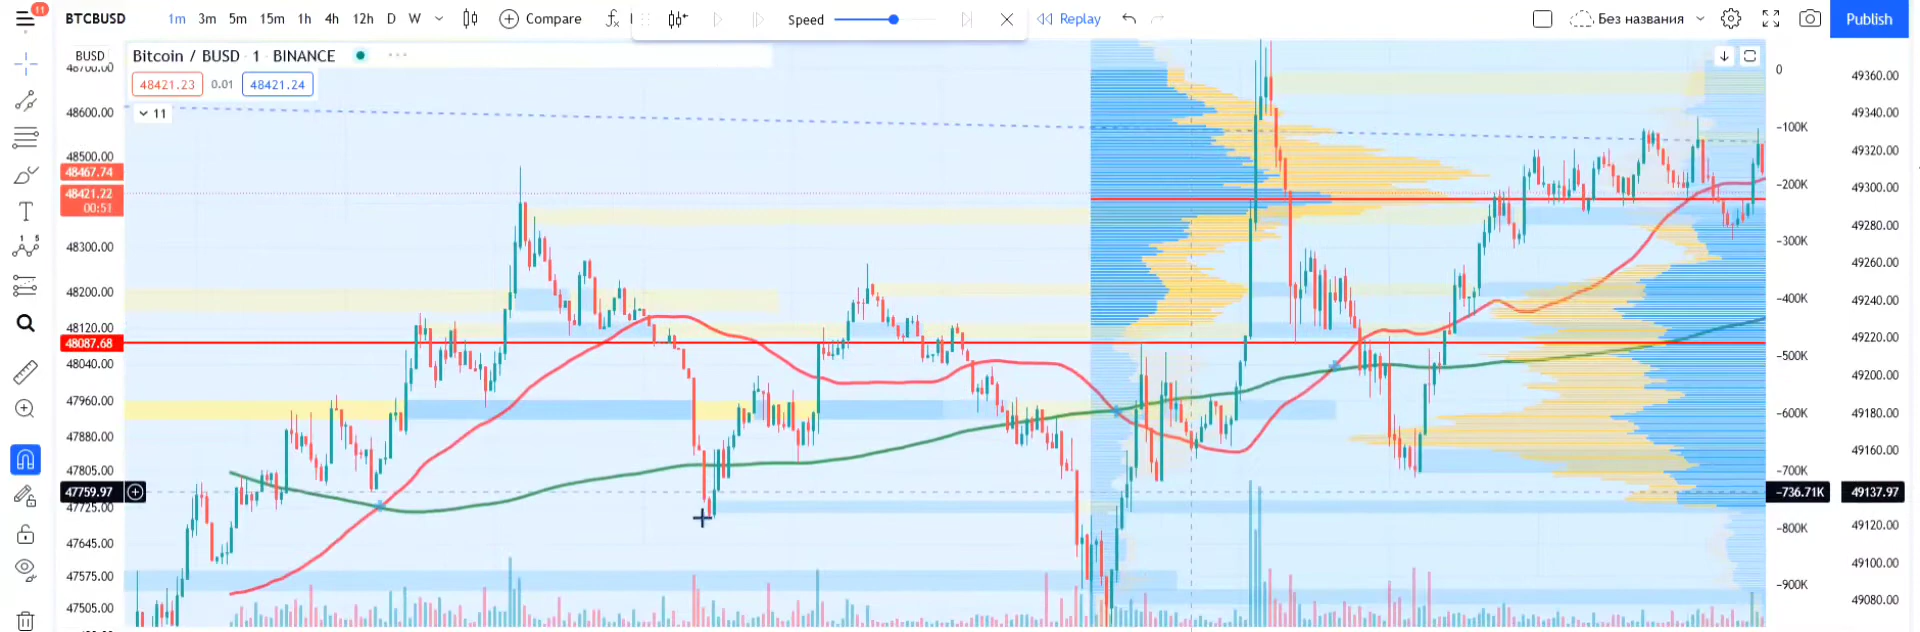 11
BTCBUSD 1m 3m 5m 15m 1h 4h 12h D W Compare Speed Replay Без названия Publish
BUSD
Bitcoin / BUSD · 1 · BINANCE
48421.23 0.01 48421.24
11
48700.00
48600.00
48500.00
48467.74
48421.22
00:51
48300.00
48200.00
48120.00
48087.68
48040.00
47960.00
47880.00
47805.00
47759.97
47725.00
47645.00
47575.00
47505.00
0
−100K
−200K
−300K
−400K
−500K
−600K
−700K
−736.71K
−800K
−900K
49360.00
49340.00
49320.00
49300.00
49280.00
49260.00
49240.00
49220.00
49200.00
49180.00
49160.00
49137.97
49120.00
49100.00
49080.00